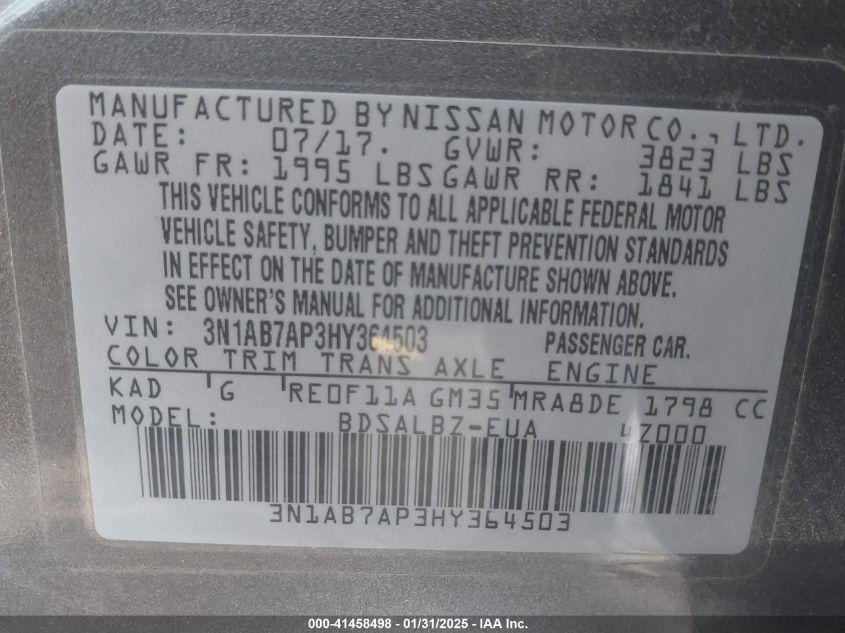 MANUFACTURED BY NISSAN MOTOR CO., LTD.
DATE: 07/17. GVWR: 3823 LBS
GAWR FR: 1995 LBS GAWR RR: 1841 LBS
THIS VEHICLE CONFORMS TO ALL APPLICABLE FEDERAL MOTOR
VEHICLE SAFETY, BUMPER AND THEFT PREVENTION STANDARDS
IN EFFECT ON THE DATE OF MANUFACTURE SHOWN ABOVE.
SEE OWNER'S MANUAL FOR ADDITIONAL INFORMATION.
VIN: 3N1AB7AP3HY364503 PASSENGER CAR.
COLOR TRIM TRANS AXLE ENGINE
KAD G RE0F11A GM35 MRA8DE 1798 CC
MODEL: BDSALBZ-EUA 4Z000
3N1AB7AP3HY364503
000-41458498 - 01/31/2025 - IAA Inc.